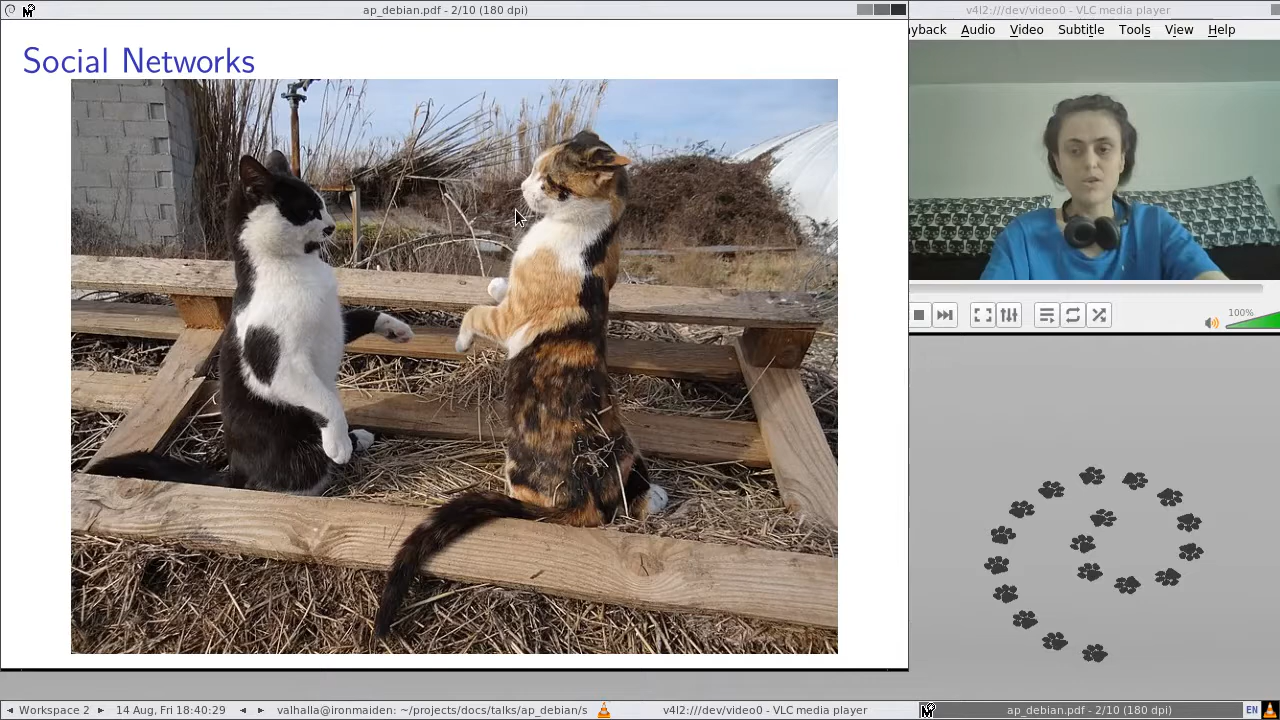 ap_debian.pdf - 2/10 (180 dpi)
Social Networks
v4l2:///dev/video0 - VLC media player
yback Audio Video Subtitle Tools View Help
100%
Workspace 2
14 Aug, Fri 18:40:29
valhalla@ironmaiden: ~/projects/docs/talks/ap_debian/s
v4l2:///dev/video0 - VLC media player
ap_debian.pdf - 2/10 (180 dpi)
EN